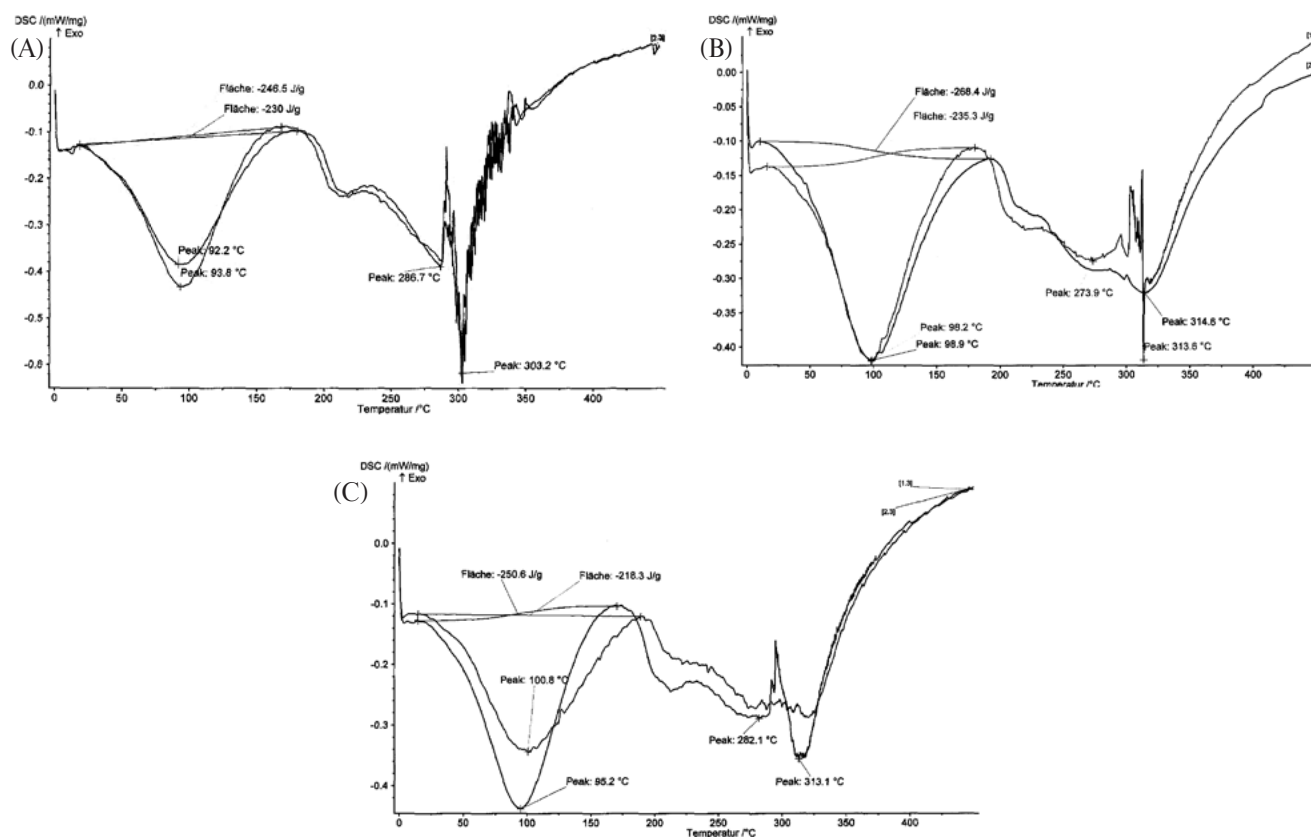 DSC /(mW/mg)
↑ Exo
(A)
Fläche: -246.5 J/g
Fläche: -230 J/g
0.0
-0.1
-0.2
-0.3
-0.4
-0.5
-0.6
Peak: 92.2 °C
Peak: 93.8 °C
Peak: 286.7 °C
Peak: 303.2 °C
0 50 100 150 200 250 300 350 400
Temperatur /°C
DSC /(mW/mg)
↑ Exo
(B)
Fläche: -268.4 J/g
Fläche: -235.3 J/g
0.00
-0.05
-0.10
-0.15
-0.20
-0.25
-0.30
-0.35
-0.40
Peak: 98.2 °C
Peak: 98.9 °C
Peak: 273.9 °C
Peak: 314.6 °C
Peak: 313.6 °C
0 50 100 150 200 250 300 350 400
Temperatur /°C
DSC /(mW/mg)
↑ Exo
(C)
[1.3]
[2.3]
Fläche: -250.6 J/g
Fläche: -218.3 J/g
0.0
-0.1
-0.2
-0.3
-0.4
Peak: 100.8 °C
Peak: 95.2 °C
Peak: 282.1 °C
Peak: 313.1 °C
0 50 100 150 200 250 300 350 400
Temperatur /°C